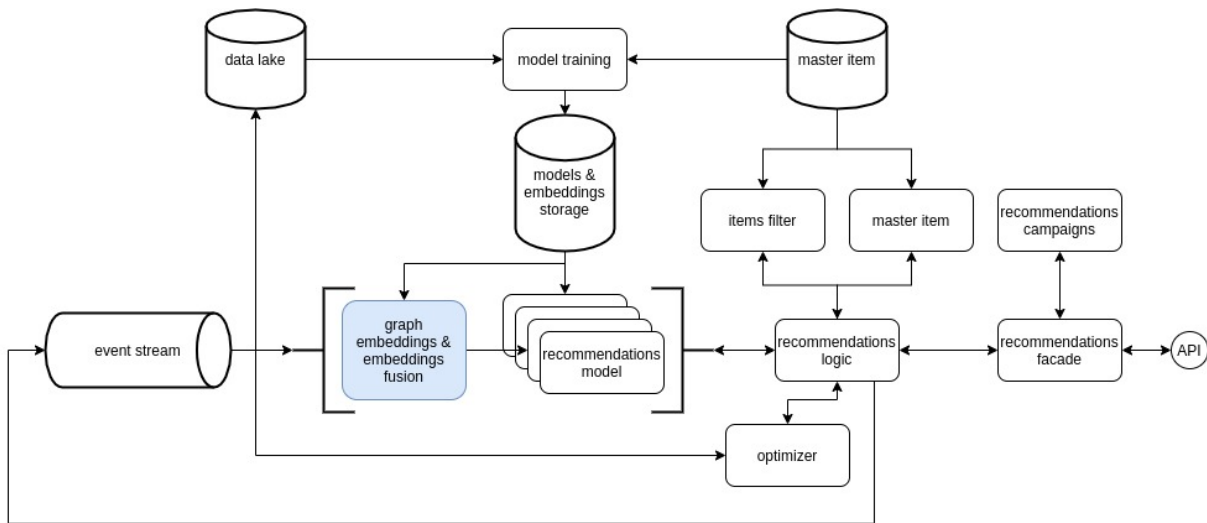 data lake
model training
master item
models &
embeddings
storage
items filter
master item
recommendations
campaigns
event stream
graph
embeddings &
embeddings
fusion
recommendations
model
recommendations
logic
recommendations
facade
API
optimizer